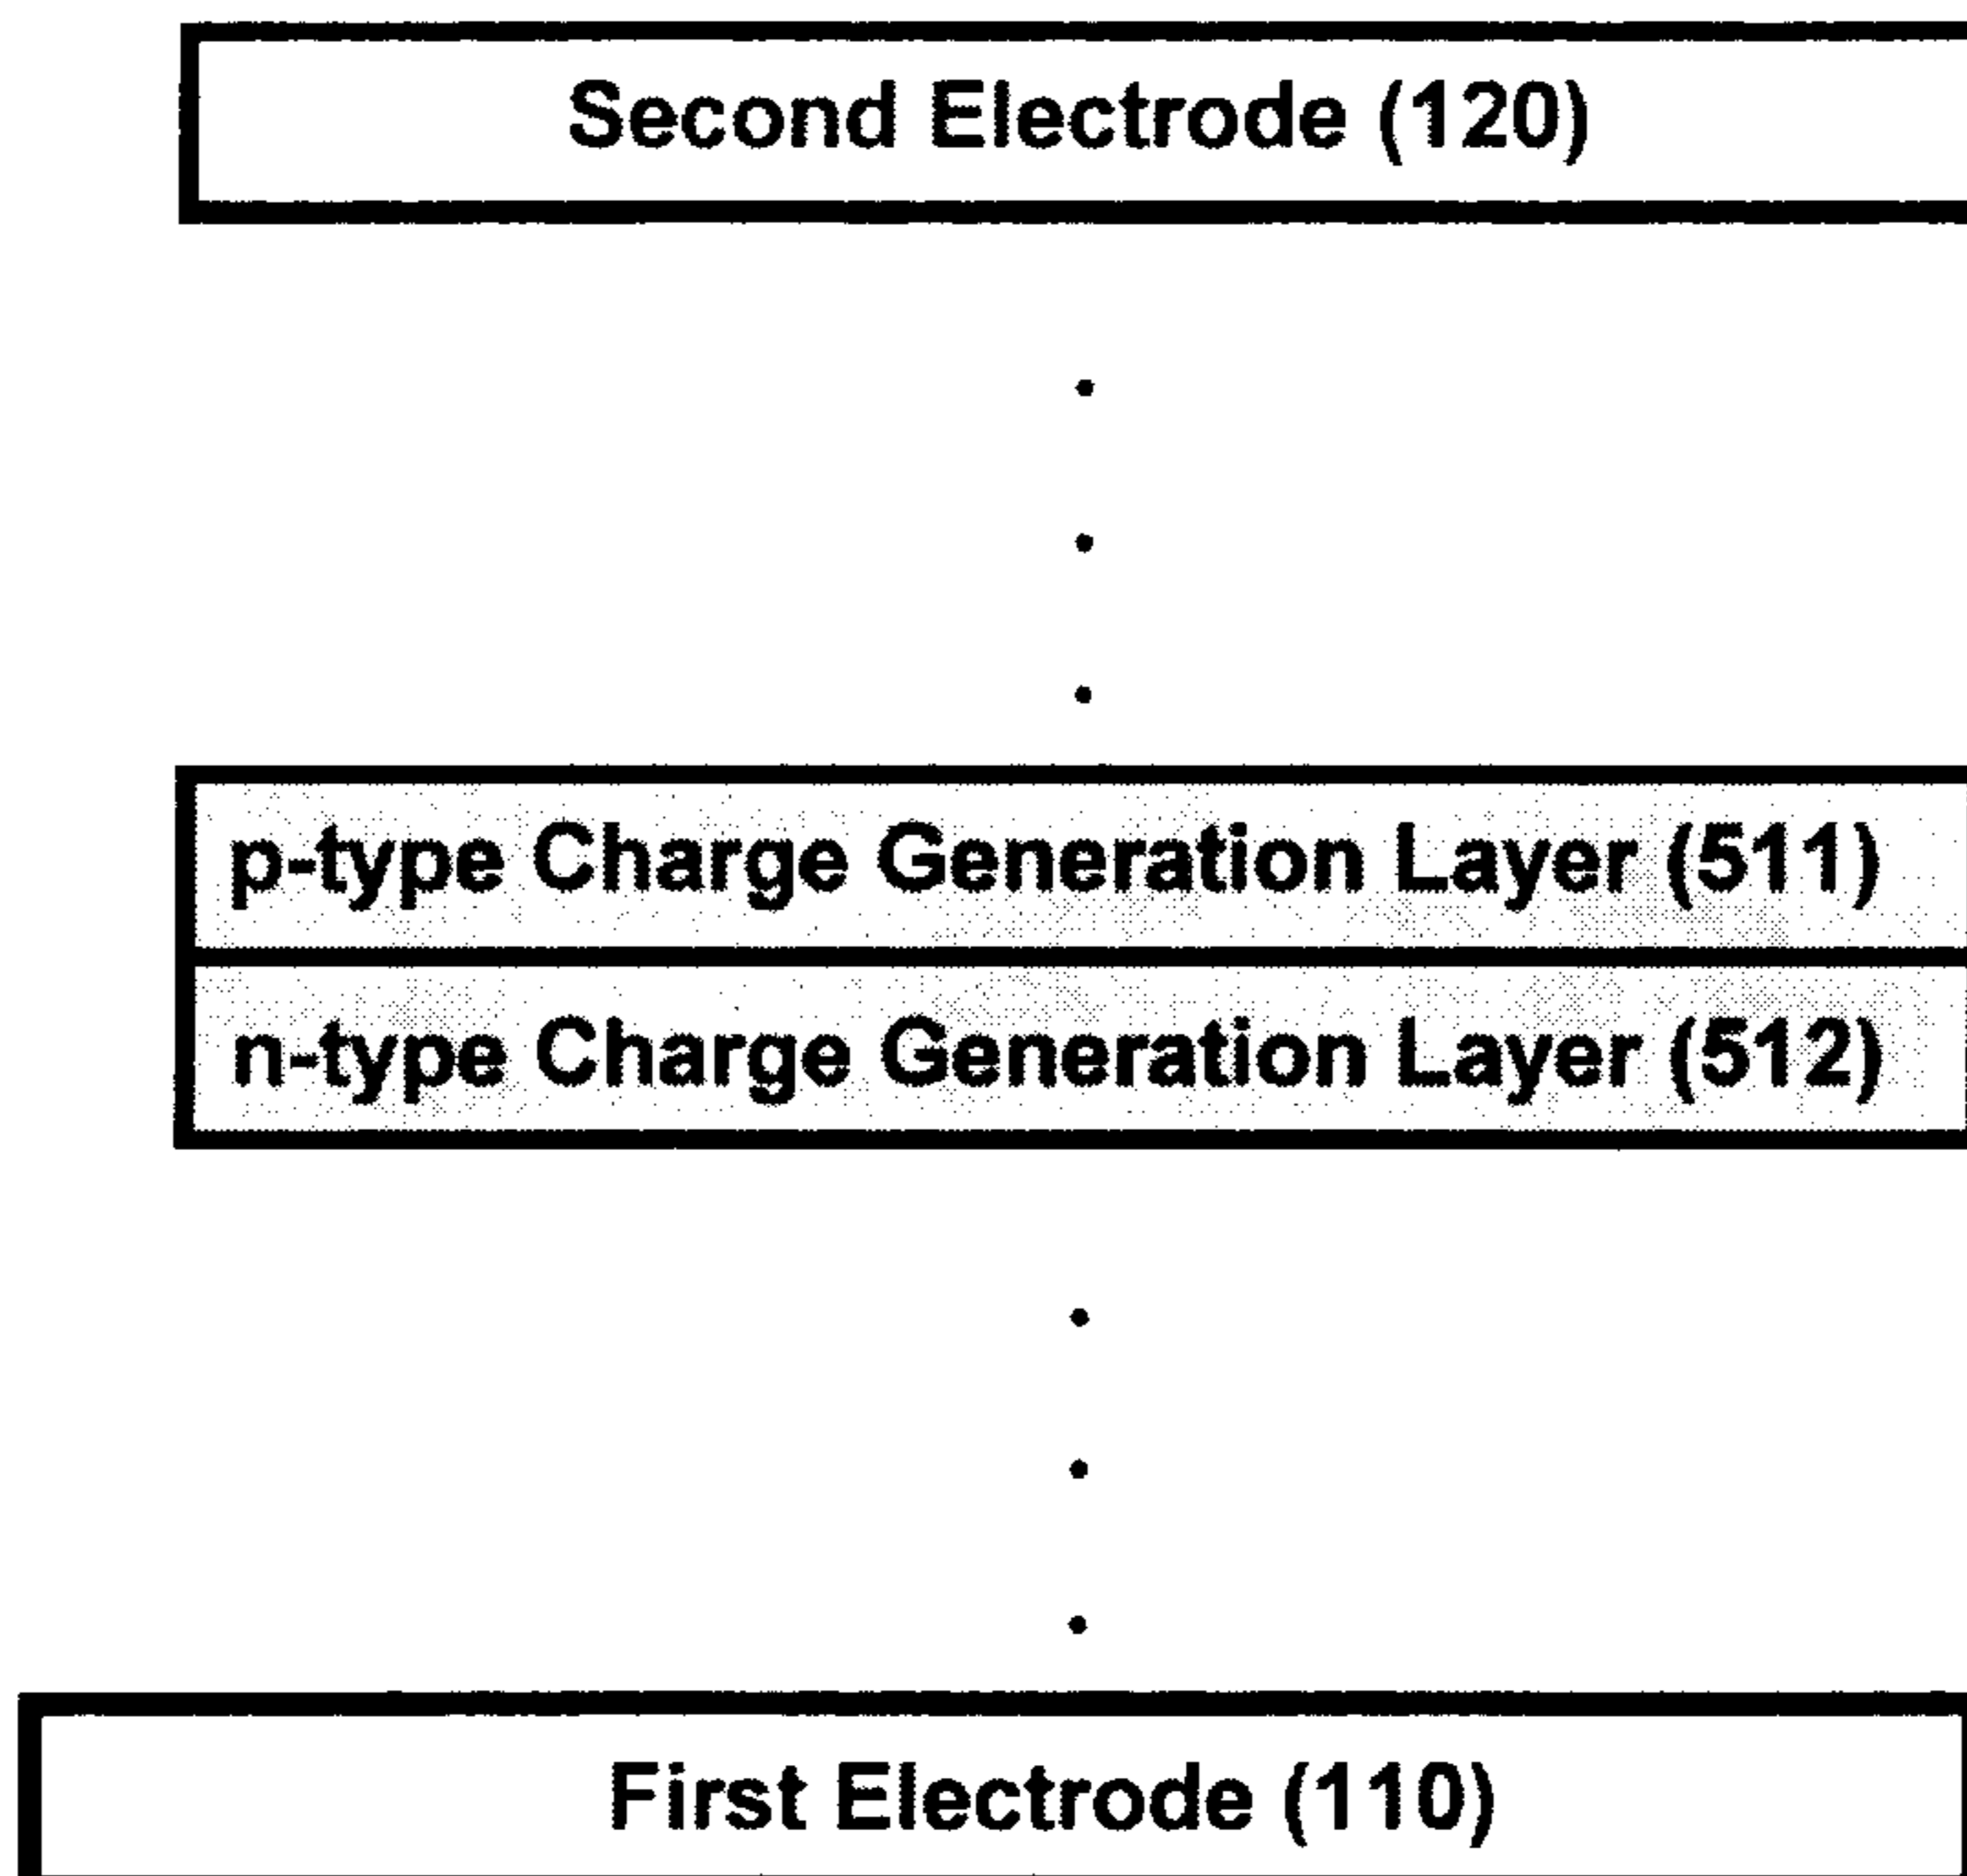 Second Electrode (120)
p-type Charge Generation Layer (511)
n-type Charge Generation Layer (512)
First Electrode (110)